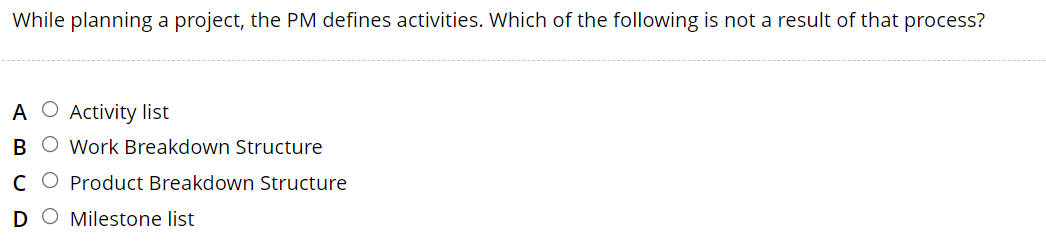 While planning a project, the PM defines activities. Which of the following is not a result of that process?
A Activity list
B Work Breakdown Structure
C Product Breakdown Structure
D Milestone list